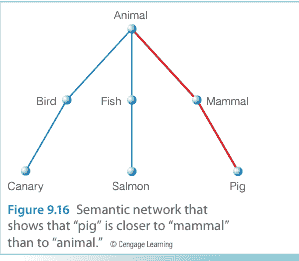 Animal
Bird
Fish
Mammal
Canary
Salmon
Pig
Figure 9.16 Semantic network that
shows that “pig” is closer to “mammal”
than to “animal.” © Cengage Learning